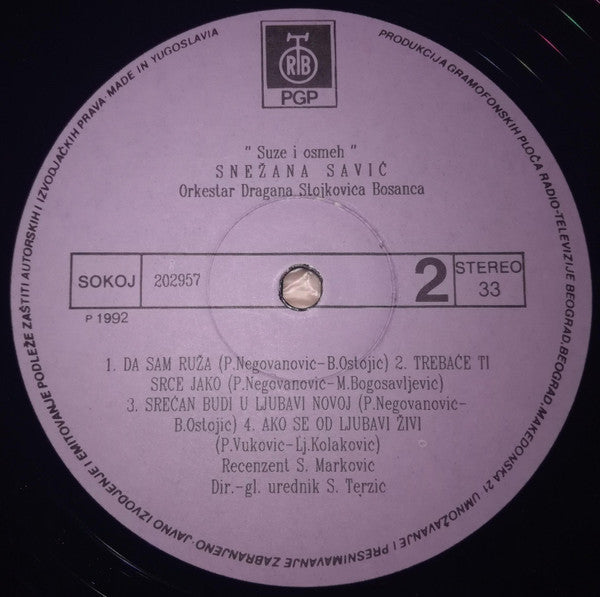 RTB
PGP
PRODUKCIJA GRAMOFONSKIH PLOČA RADIO-TELEVIZIJE BEOGRAD, BEOGRAD, MAKEDONSKA 21 UMNOŽAVANJE I PRESNIMAVANJE ZABRANJENO·JAVNO IZVODJENJE I EMITOVANJE PODLEŽE ZAŠTITI AUTORSKIH I IZVODJAČKIH PRAVA·MADE IN YUGOSLAVIA
" Suze i osmeh "
SNEŽANA SAVIĆ
Orkestar Dragana Stojkovica Bosanca
SOKOJ 202957 2 STEREO
33
P 1992
1. DA SAM RUŽA (P.Negovanović-B.Ostojić) 2. TREBAĆE TI
SRCE JAKO (P.Negovanović-M.Bogosavljević)
3. SREĆAN BUDI U LJUBAVI NOVOJ (P.Negovanović-
B.Ostojić) 4. AKO SE OD LJUBAVI ŽIVI
(P.Vuković-Lj.Kolaković)
Recenzent S. Marković
Dir.-gl. urednik S. Terzić